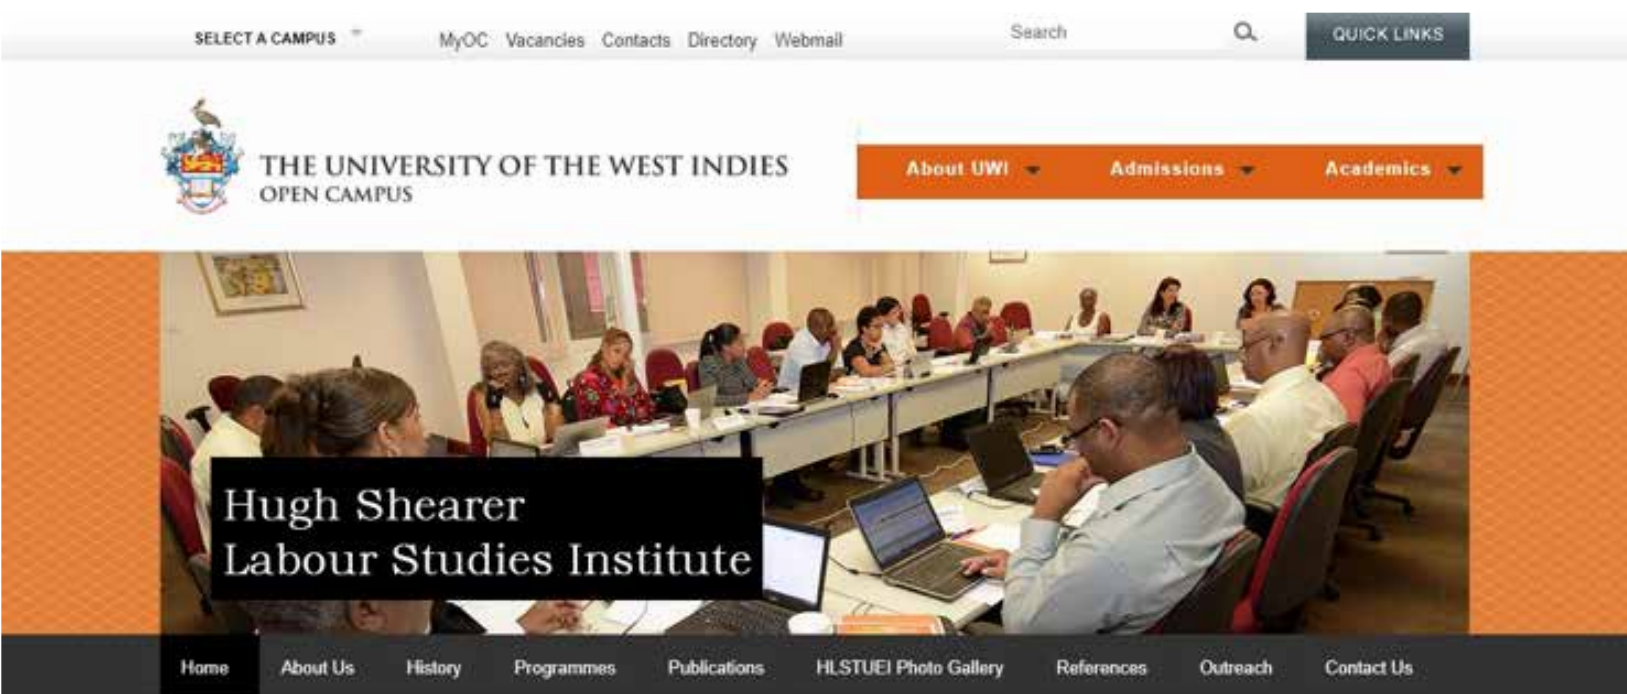 SELECT A CAMPUS MyOC Vacancies Contacts Directory Webmail Search QUICK LINKS
THE UNIVERSITY OF THE WEST INDIES
OPEN CAMPUS
About UWI Admissions Academics
Hugh Shearer
Labour Studies Institute
Home About Us History Programmes Publications HLSTUEI Photo Gallery References Outreach Contact Us